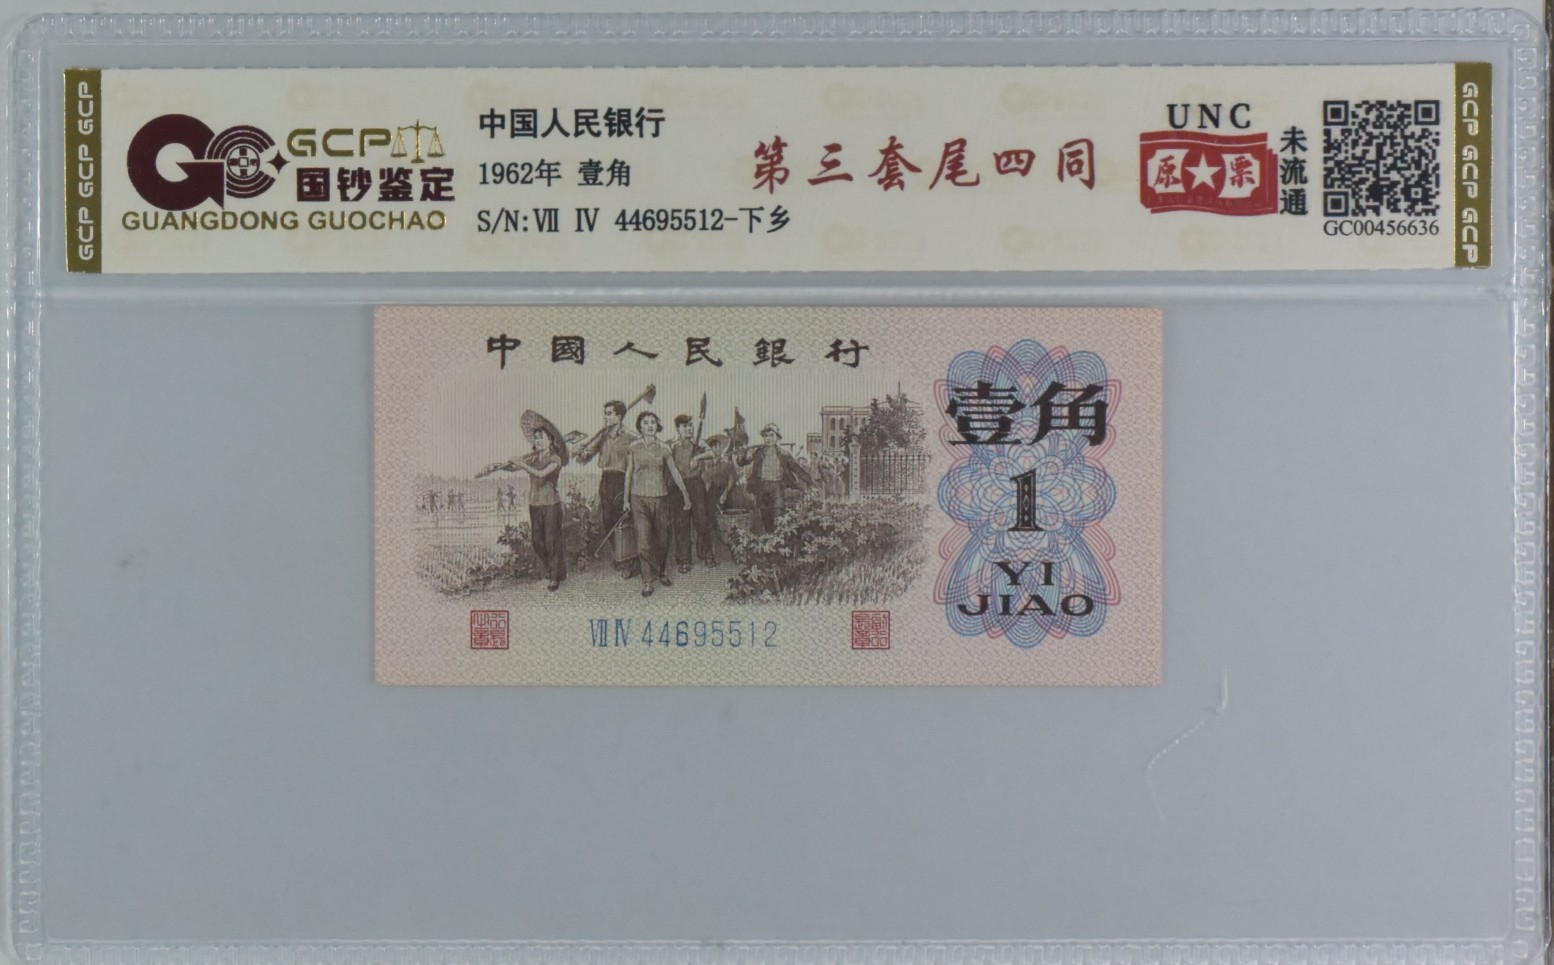 GCP GCP GCP
GCP
国钞鉴定
GUANGDONG GUOCHAO
中国人民银行
1962年 壹角
S/N:Ⅶ Ⅳ 44695512-下乡
第三套尾四同
UNC
原★票
未流通
GC00456636
GCP GCP GCP
中國人民銀行
壹角
1
YI
JIAO
ⅦⅣ 44695512